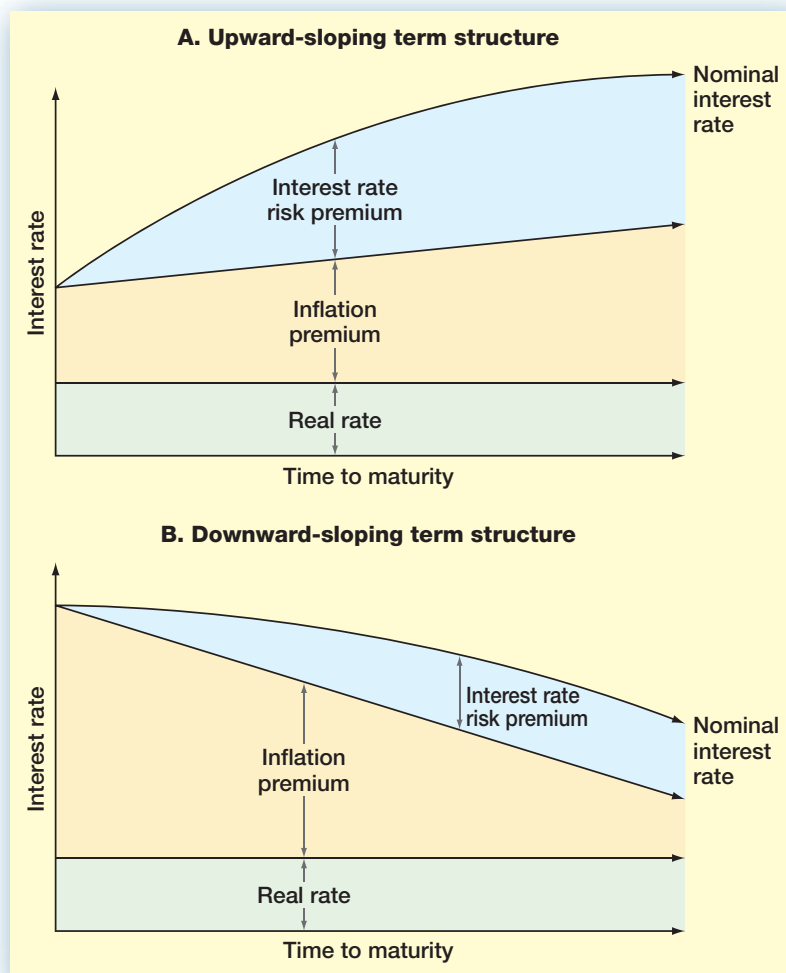 A. Upward-sloping term structure
Nominal
interest
rate
Interest rate
risk premium
Interest rate
Inflation
premium
Real rate
Time to maturity
B. Downward-sloping term structure
Interest rate
risk premium
Nominal
interest
rate
Interest rate
Inflation
premium
Real rate
Time to maturity